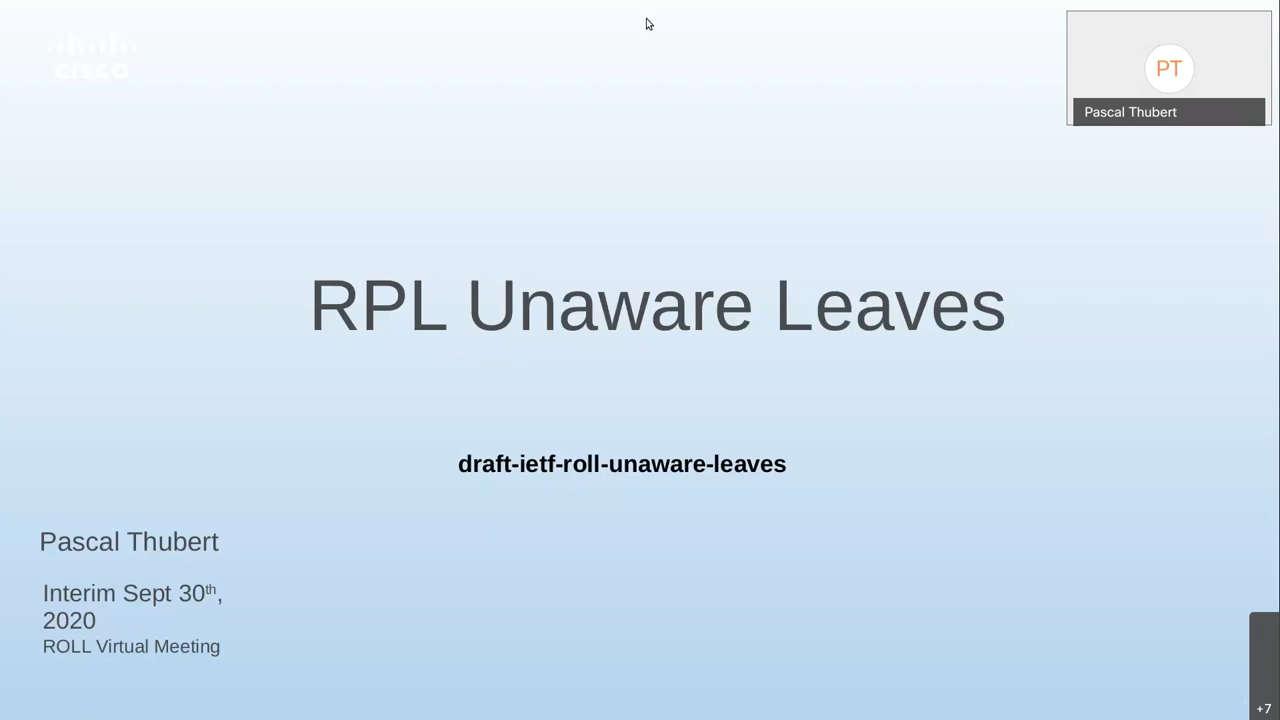 cisco
PT
Pascal Thubert
RPL Unaware Leaves
draft-ietf-roll-unaware-leaves
Pascal Thubert
Interim Sept 30th,
2020
ROLL Virtual Meeting
+7